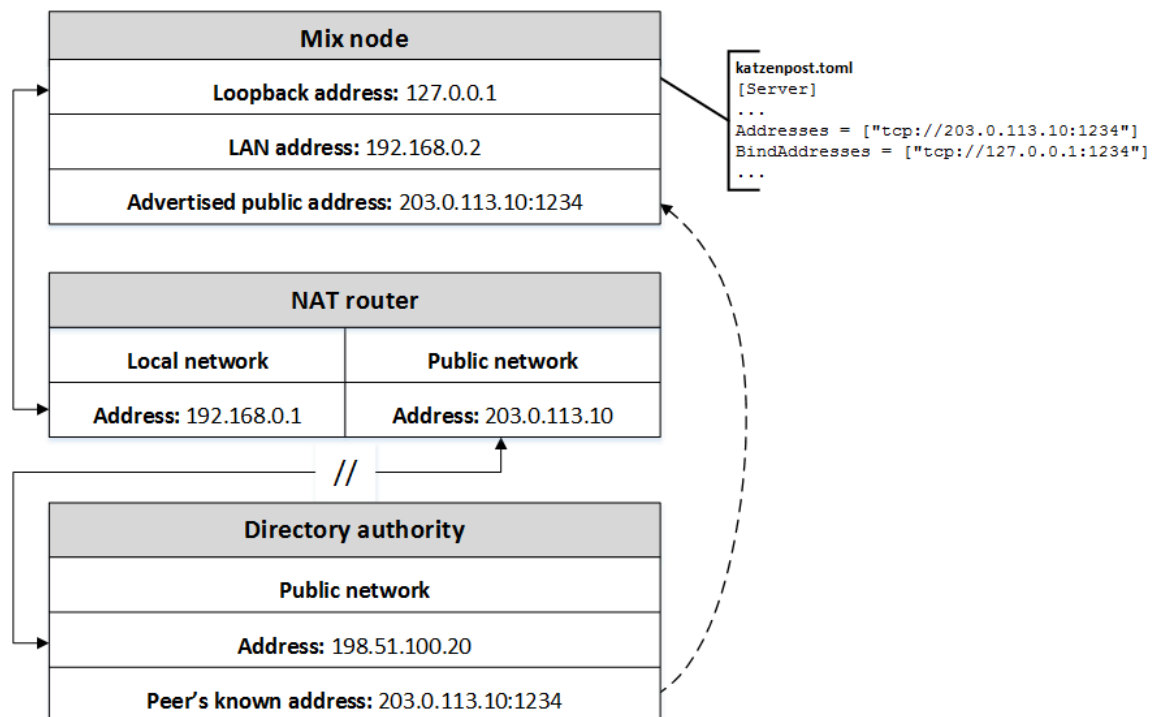 Mix node
Loopback address: 127.0.0.1
LAN address: 192.168.0.2
Advertised public address: 203.0.113.10:1234
katzenpost.toml
[Server]
...
Addresses = ["tcp://203.0.113.10:1234"]
BindAddresses = ["tcp://127.0.0.1:1234"]
...
NAT router
Local network
Public network
Address: 192.168.0.1
Address: 203.0.113.10
//
Directory authority
Public network
Address: 198.51.100.20
Peer’s known address: 203.0.113.10:1234